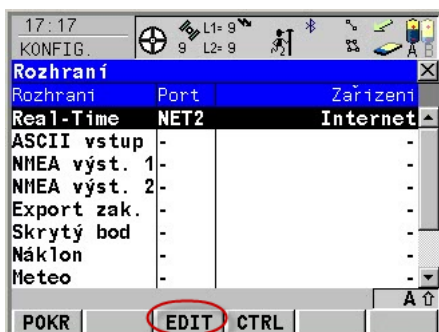 17:17
KONFIG.
9 L1= 9
L2= 9
A B
Rozhraní
Rozhraní Port Zařízení
Real-Time NET2 Internet
ASCII vstup - -
NMEA výst. 1 - -
NMEA výst. 2 - -
Export zak. - -
Skrytý bod - -
Náklon - -
Meteo - -
A
POKR EDIT CTRL